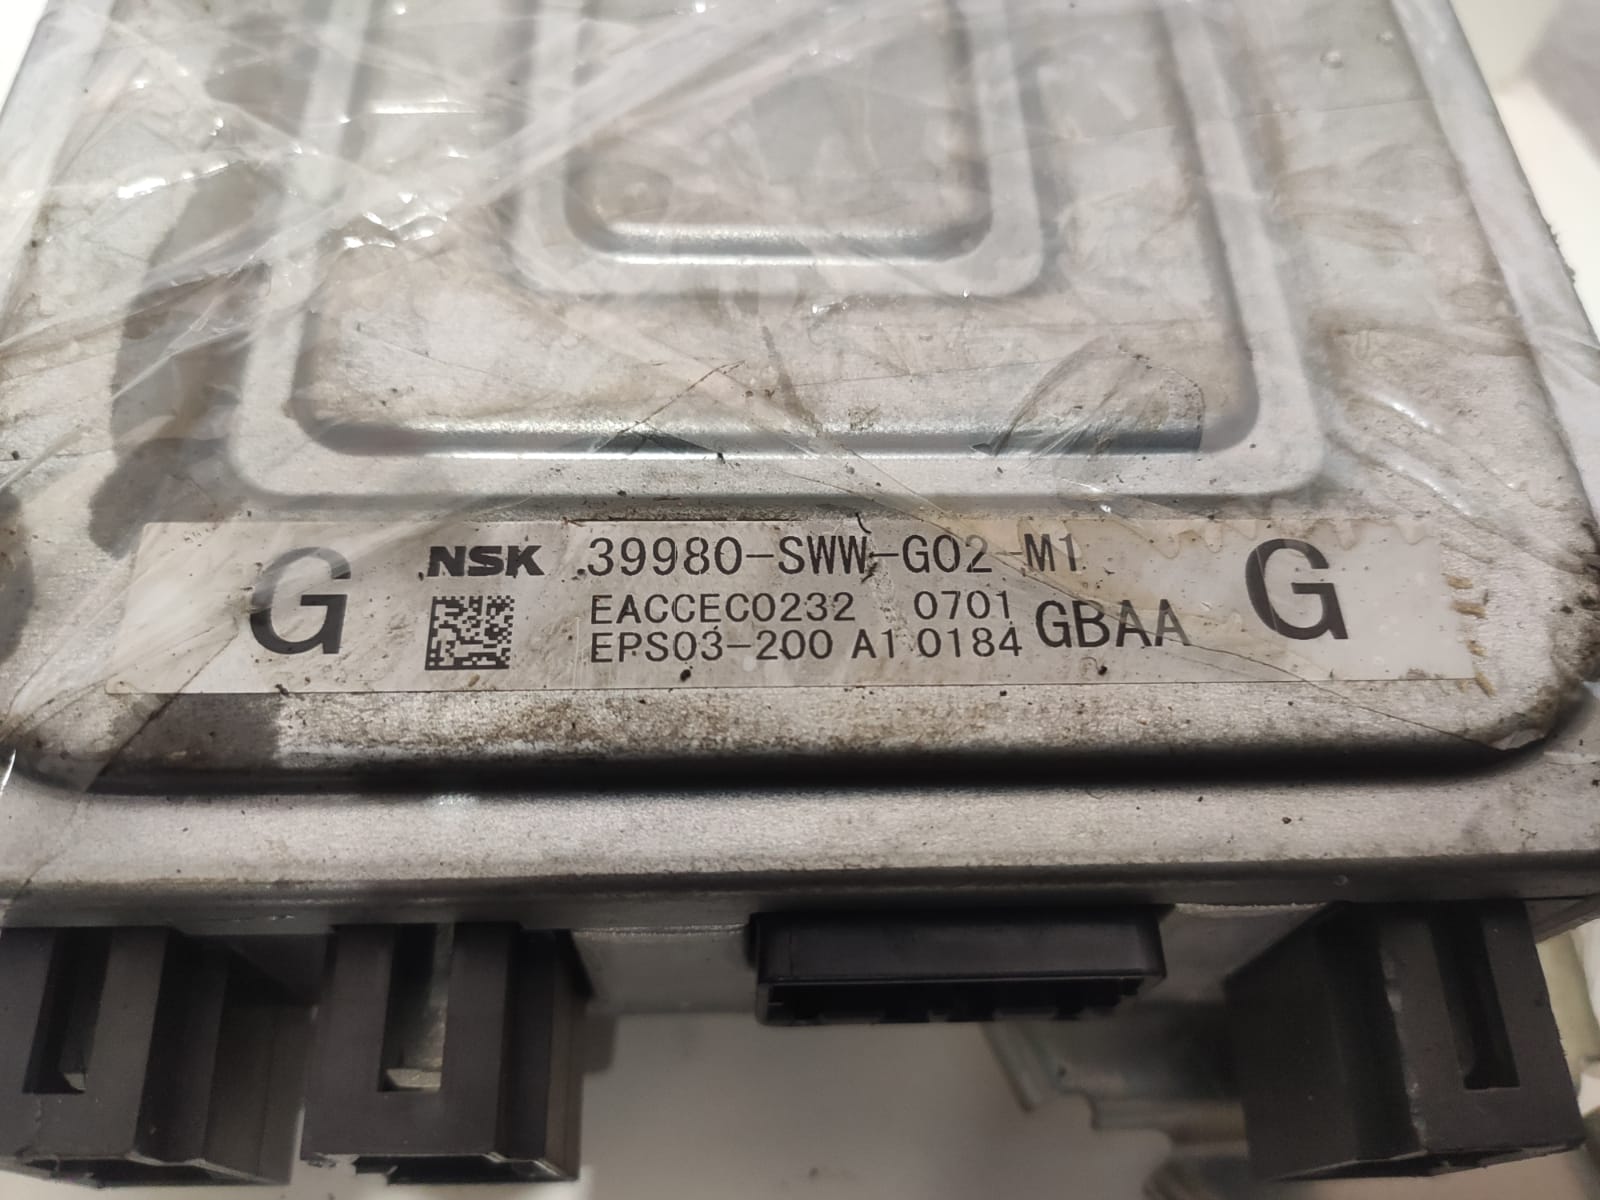 G NSK 39980-SWW-G02-M1 G
EACCEC0232 0701 GBAA
EPS03-200 A1 0184